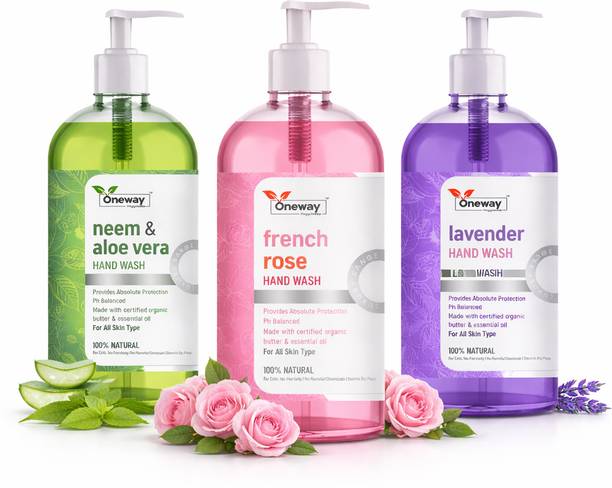 Oneway
neem &
aloe vera
HAND WASH
Provides Absolute Protection
Ph Balanced
Made with certified organic
butter & essential oil
For All Skin Type
100% NATURAL
Oneway
french
rose
HAND WASH
Provides Absolute Protection
Ph Balanced
Made with certified organic
butter & essential oil
For All Skin Type
100% NATURAL
Oneway
lavender
HAND WASH
Provides Absolute Protection
Ph Balanced
Made with certified organic
butter & essential oil
For All Skin Type
100% NATURAL